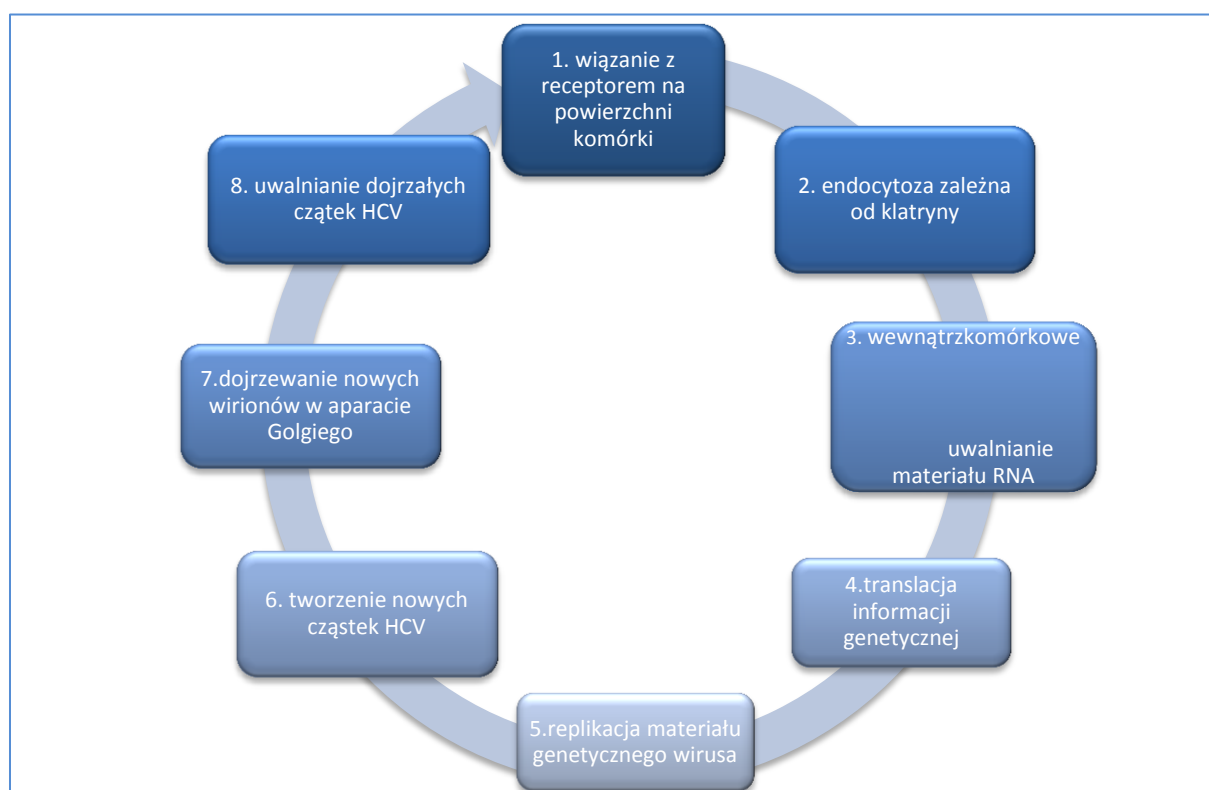 1. wiązanie z
receptorem na
powierzchni
komórki
2. endocytoza zależna
od klatryny
3. wewnątrzkomórkowe
uwalnianie
materiału RNA
4.translacja
informacji
genetycznej
5.replikacja materiału
genetycznego wirusa
6. tworzenie nowych
cząstek HCV
7.dojrzewanie nowych
wirionów w aparacie
Golgiego
8. uwalnianie dojrzałych
czątek HCV